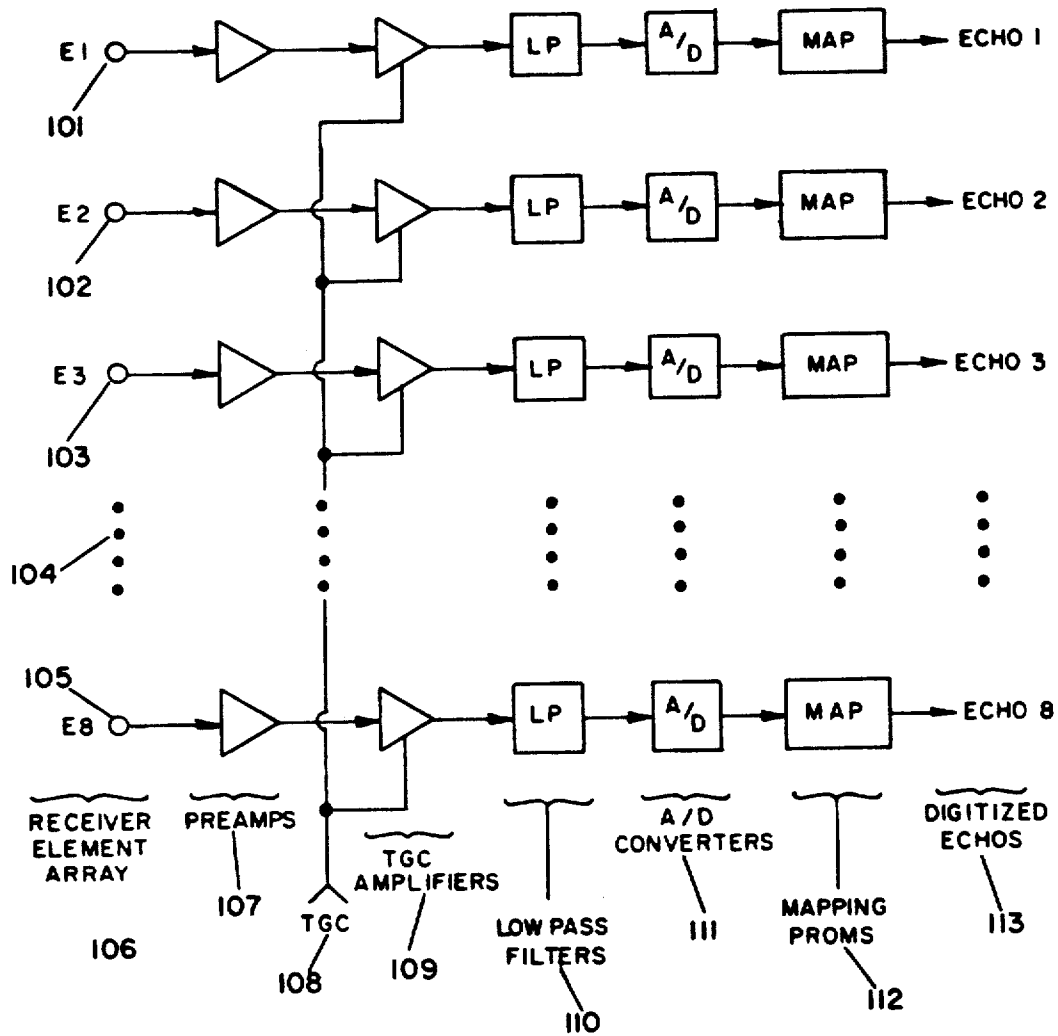 E1 LP A/D MAP ECHO 1
101
E2 LP A/D MAP ECHO 2
102
E3 LP A/D MAP ECHO 3
103
104
105
E8 LP A/D MAP ECHO 8
RECEIVER
ELEMENT
ARRAY
106
PREAMPS
107
TGC
108
TGC
AMPLIFIERS
109
LOW PASS
FILTERS
110
A/D
CONVERTERS
111
MAPPING
PROMS
112
DIGITIZED
ECHOS
113